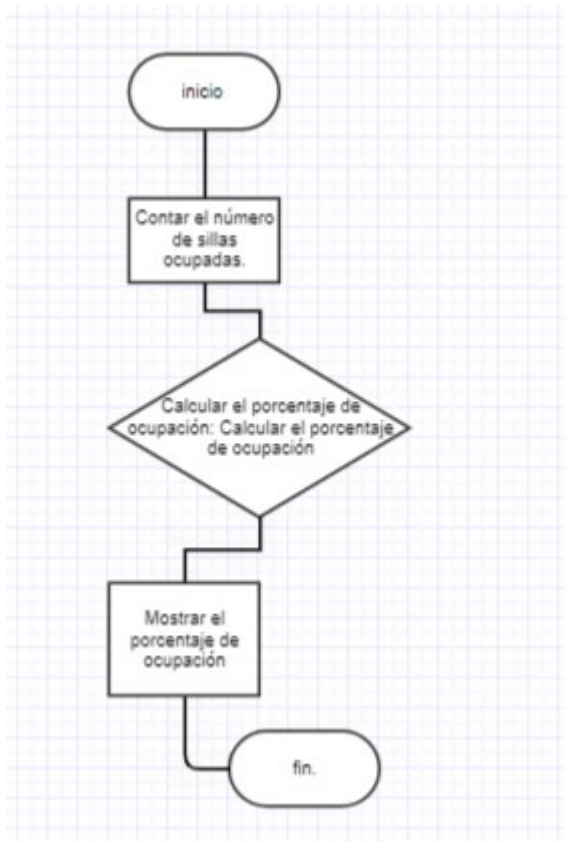 inicio
Contar el número
de sillas
ocupadas.
Calcular el porcentaje de
ocupación: Calcular el porcentaje
de ocupación
Mostrar el
porcentaje de
ocupación
fin.